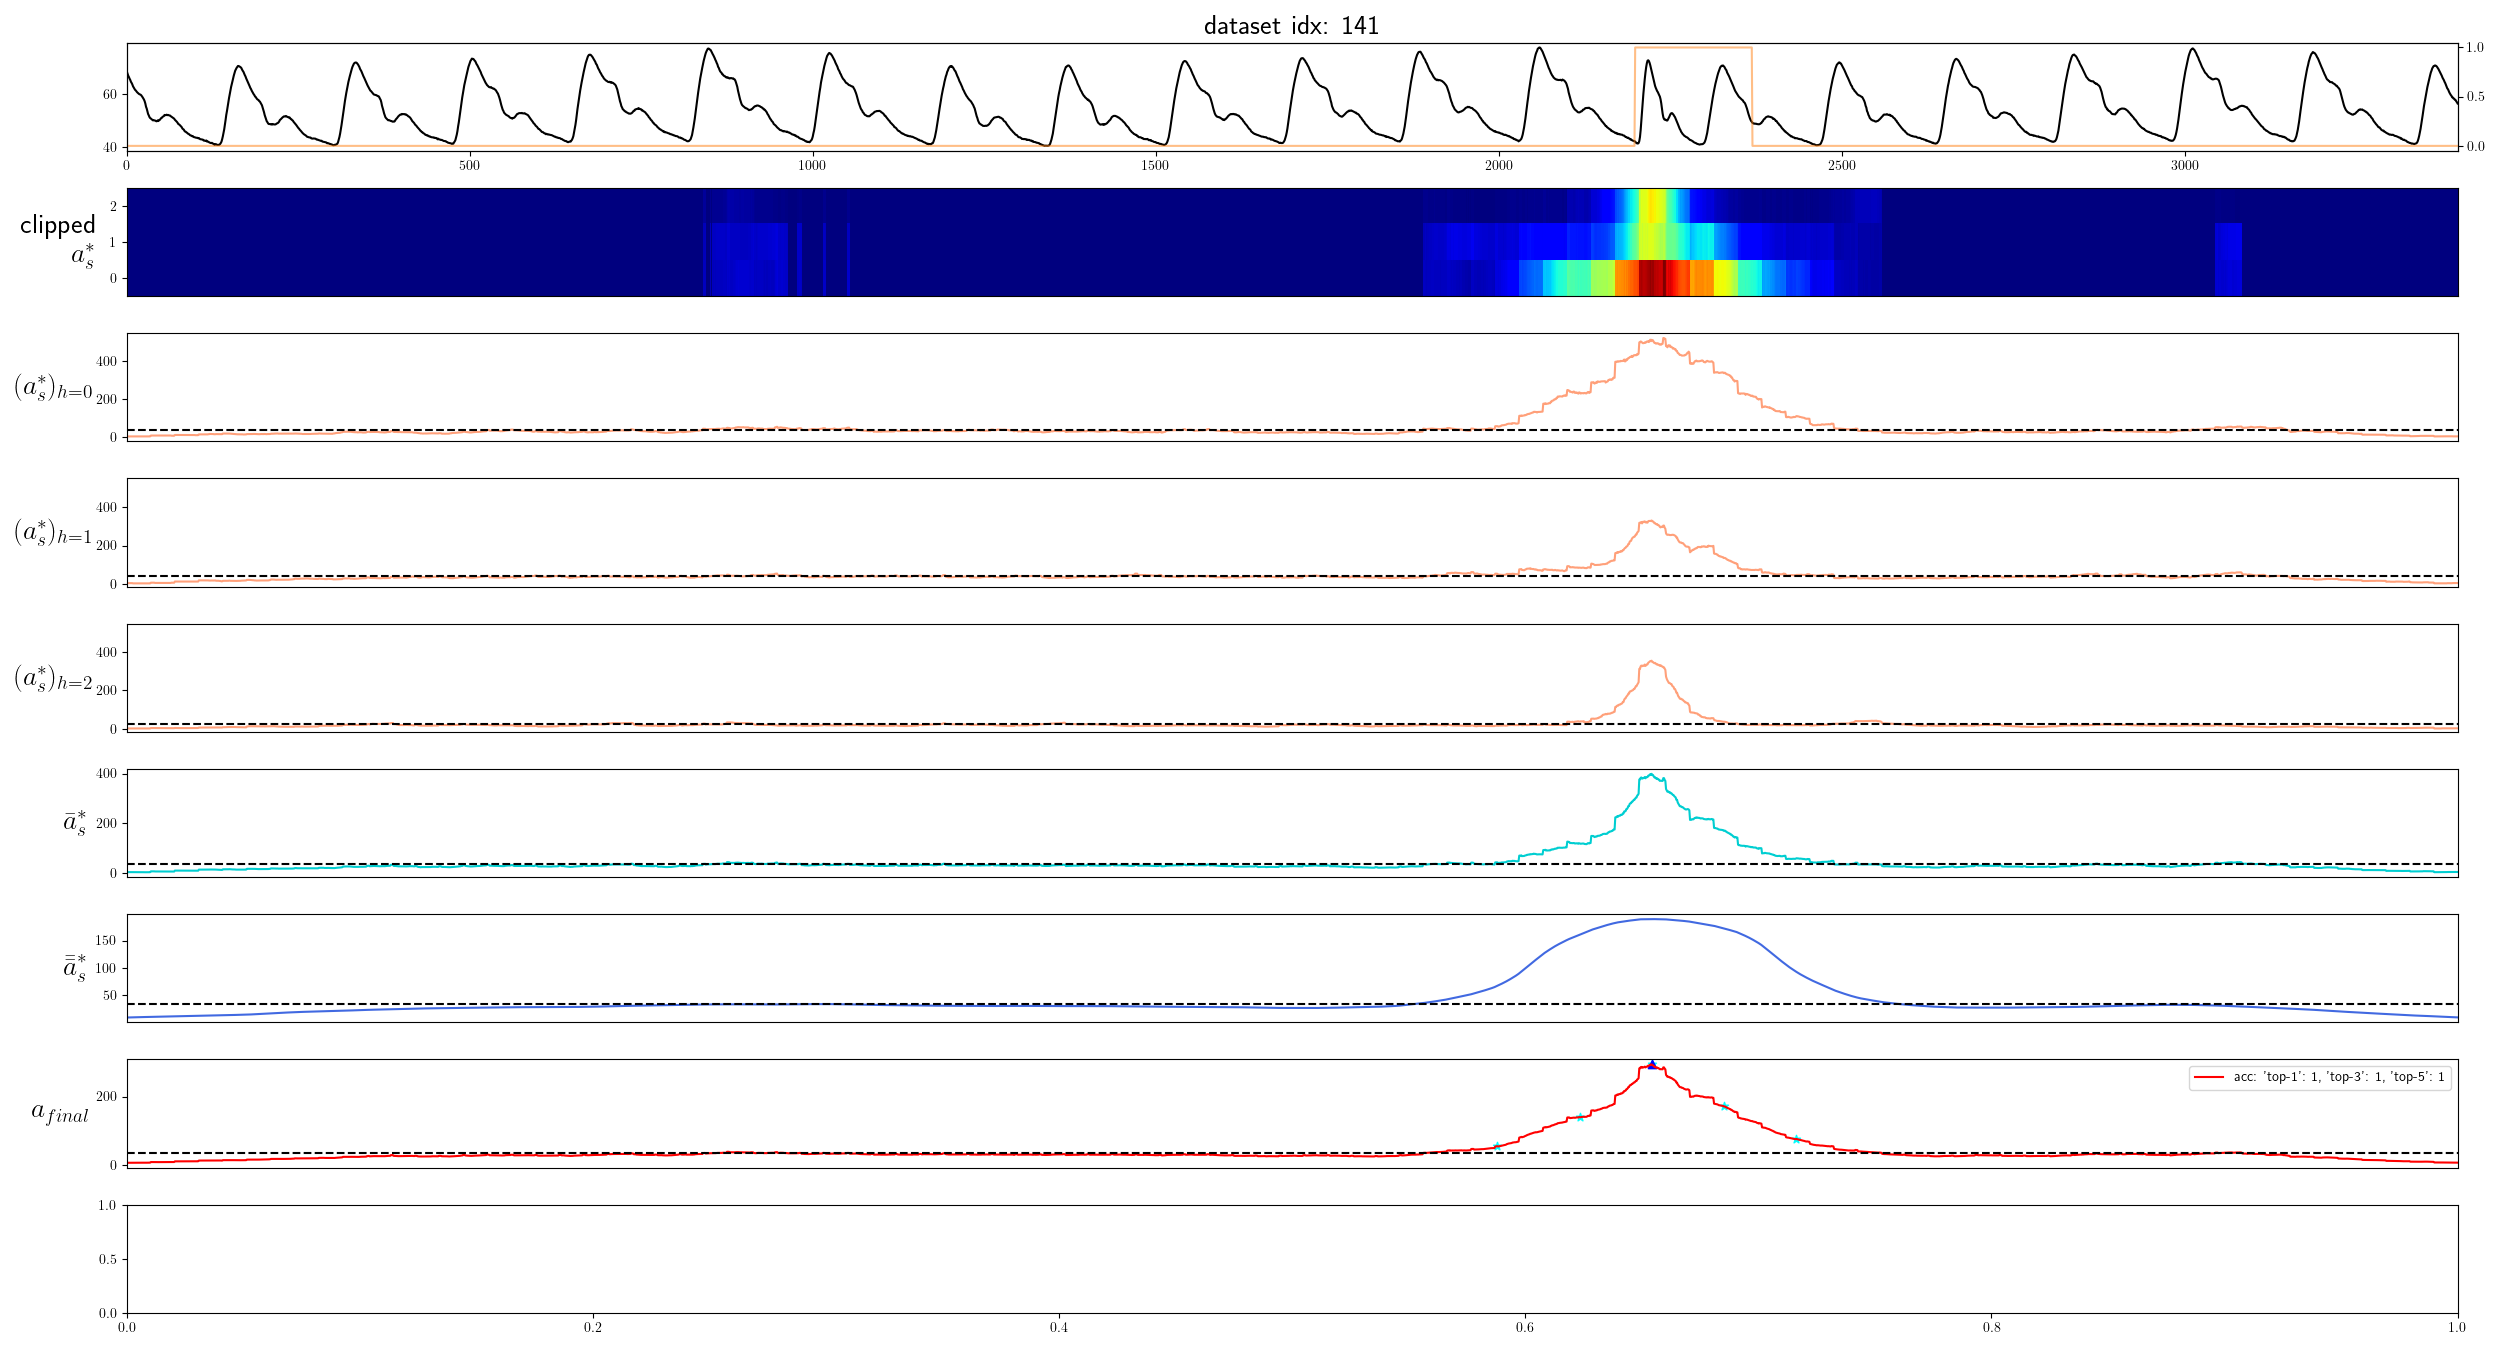 dataset idx: 141
60
40
1.0
0.5
0.0
0 500 1000 1500 2000 2500 3000
clipped
a*s
2
1
0
(a*s)h=0
400
200
0
(a*s)h=1
400
200
0
(a*s)h=2
400
200
0
ā*s
400
200
0
a̿*s
150
100
50
afinal
200
0
acc: 'top-1': 1, 'top-3': 1, 'top-5': 1
1.0
0.5
0.0
0.0 0.2 0.4 0.6 0.8 1.0